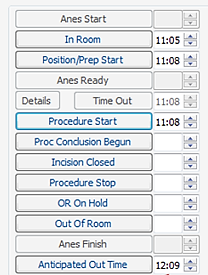 Anes Start
In Room 11:05
Position/Prep Start 11:08
Anes Ready
Details Time Out 11:08
Procedure Start 11:08
Proc Conclusion Begun
Incision Closed
Procedure Stop
OR On Hold
Out Of Room
Anes Finish
Anticipated Out Time 12:09